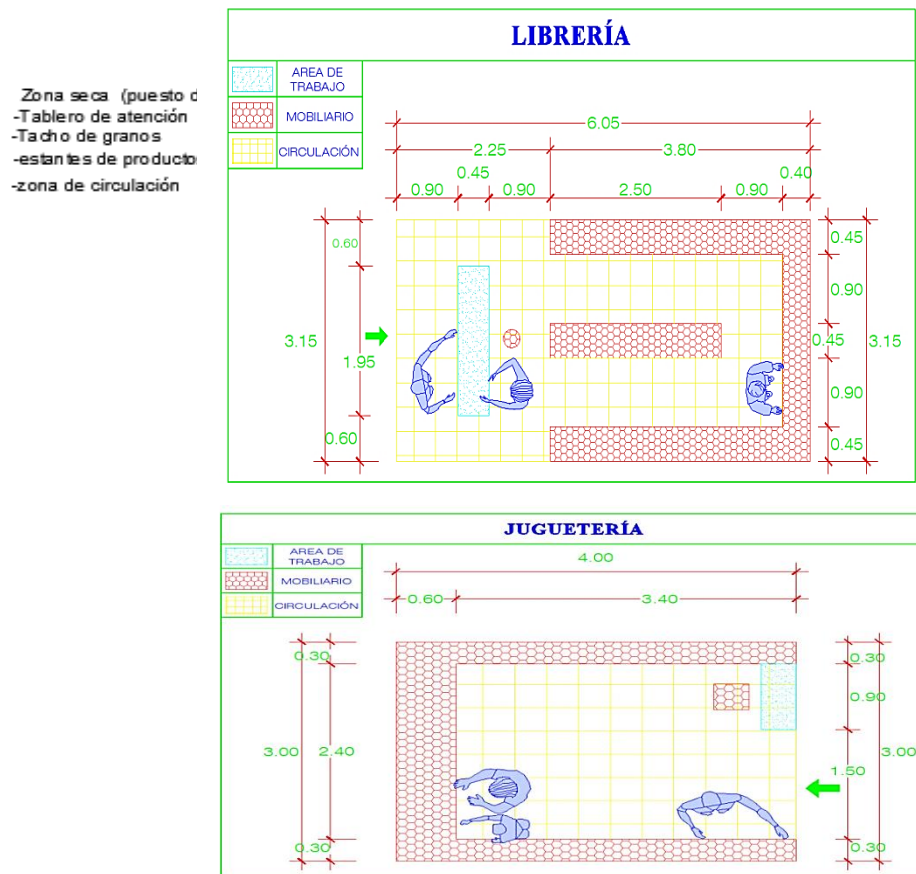 Zona seca (puesto d
-Tablero de atención
-Tacho de granos
-estantes de producto
-zona de circulación
LIBRERÍA
AREA DE
TRABAJO
MOBILIARIO
CIRCULACIÓN
6.05
2.25 3.80
0.45 0.40
0.90 0.90 2.50 0.90
0.60 0.45
0.90
3.15 1.95 0.45 3.15
0.90
0.60 0.45
JUGUETERÍA
AREA DE
TRABAJO
MOBILIARIO
CIRCULACIÓN
4.00
0.60 3.40
0.30 0.30
0.90
3.00 2.40 3.00
1.50
0.30 0.30